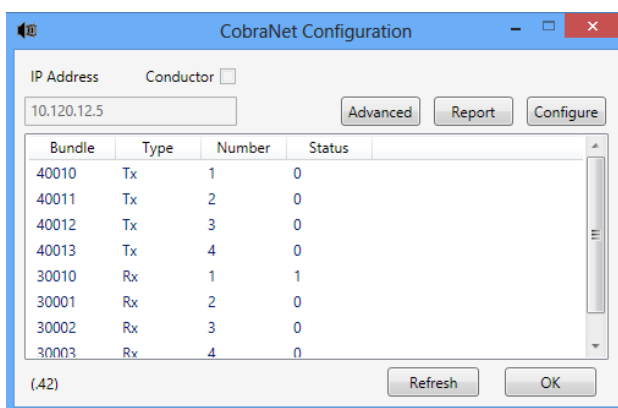 CobraNet Configuration
IP Address Conductor
10.120.12.5 Advanced Report Configure
Bundle Type Number Status
40010 Tx 1 0
40011 Tx 2 0
40012 Tx 3 0
40013 Tx 4 0
30010 Rx 1 1
30001 Rx 2 0
30002 Rx 3 0
30003 Rx 4 0
(.42) Refresh OK